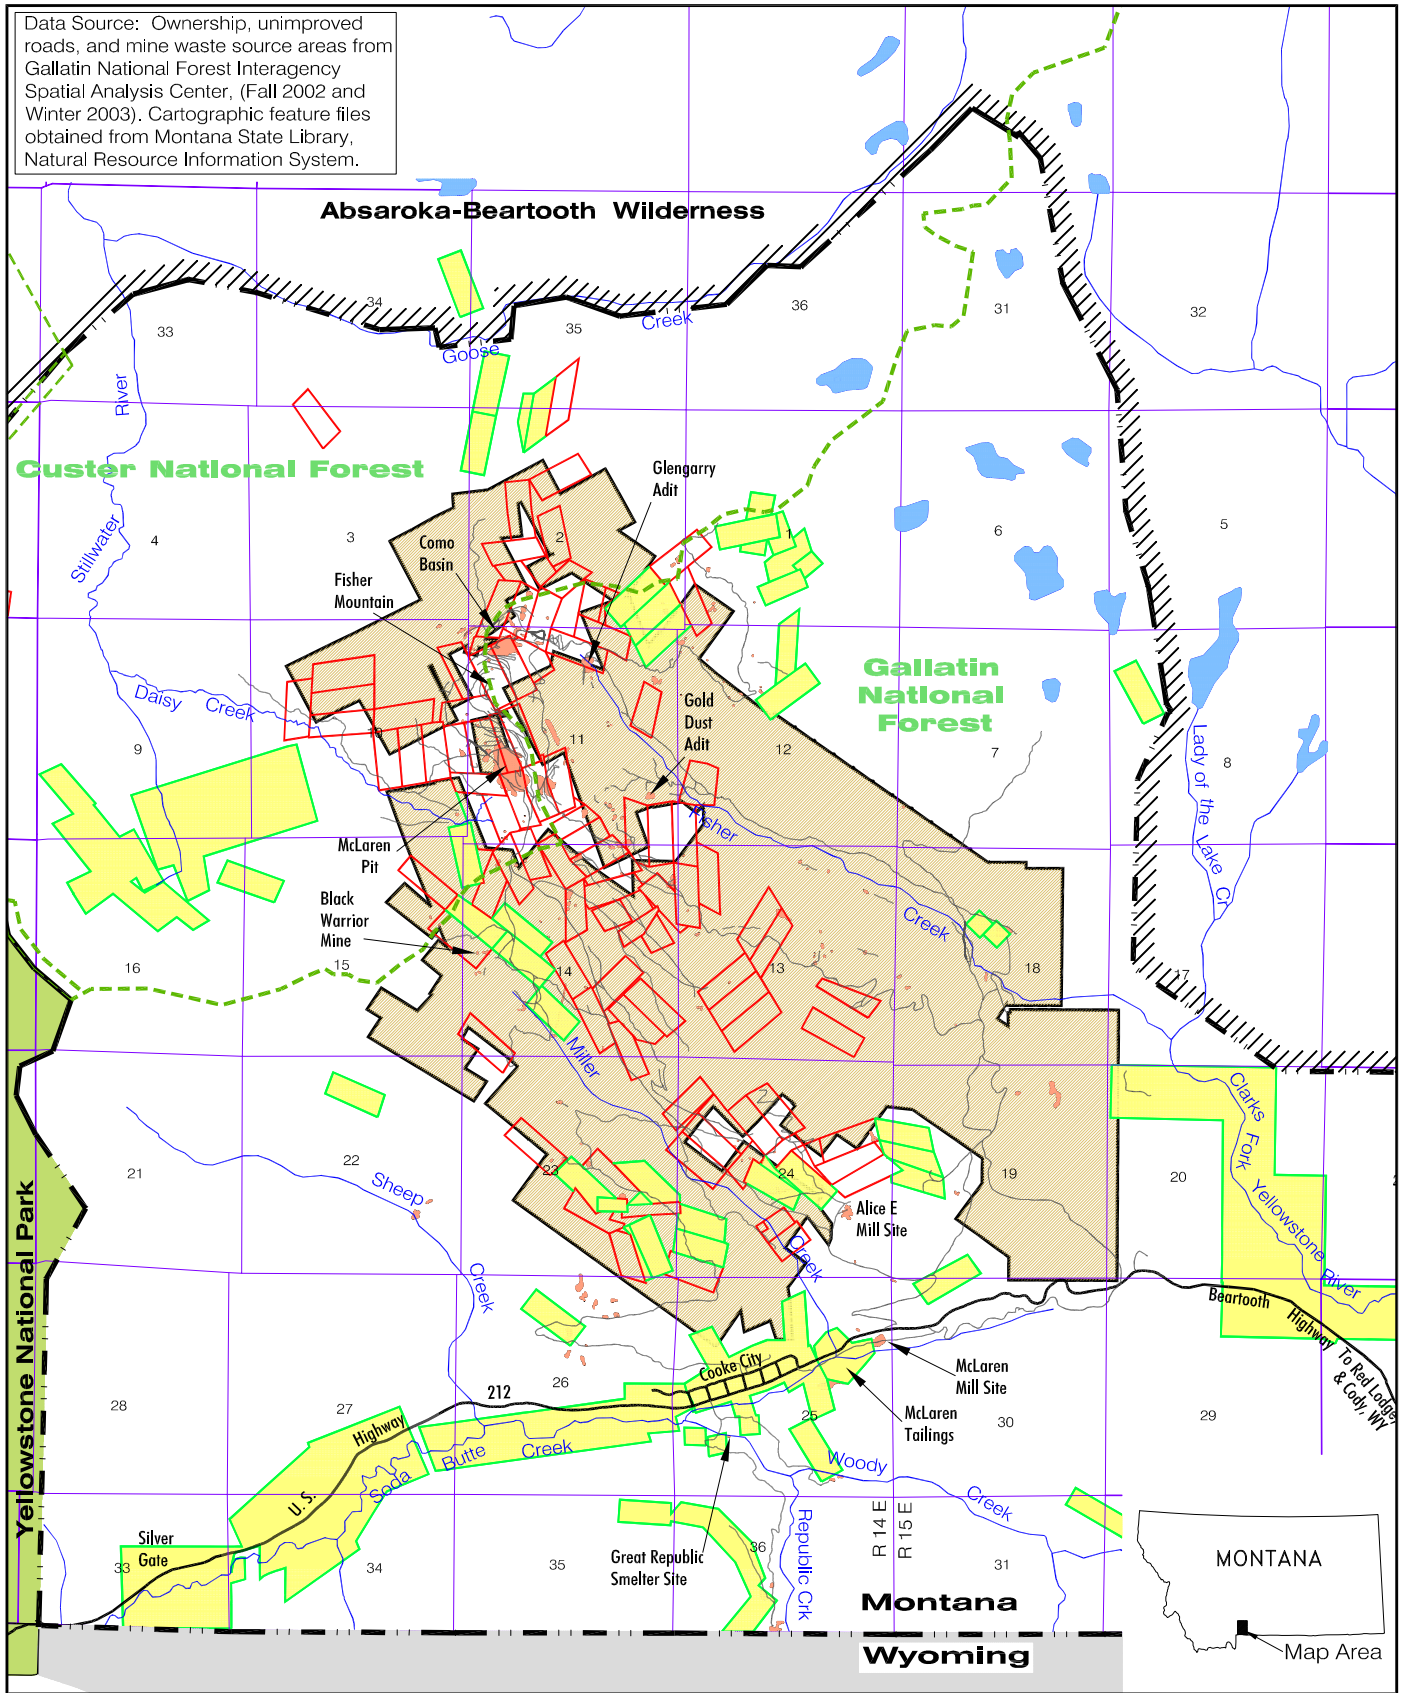 Data Source: Ownership, unimproved
roads, and mine waste source areas from
Gallatin National Forest Interagency
Spatial Analysis Center, (Fall 2002 and
Winter 2003). Cartographic feature files
obtained from Montana State Library,
Natural Resource Information System.
Absaroka-Beartooth Wilderness
33
34
35
36
31
32
Goose
Creek
River
Stillwater
Custer National Forest
Glengarry
Adit
4
3
2
1
6
5
Como
Basin
Fisher
Mountain
Gallatin
National
Forest
Daisy Creek
Gold
Dust
Adit
9
10
11
12
7
8
Lady of the Lake Cr
McLaren
Pit
Fisher
Creek
Black
Warrior
Mine
16
15
14
13
18
17
Miller
Creek
Clarks
Fork
Yellowstone
River
21
22
23
24
19
20
Sheep
Creek
Alice E
Mill Site
Yellowstone National Park
Beartooth
Highway
To Red Lodge,
& Cody, WY
28
27
26
25
30
29
212
Cooke City
McLaren
Mill Site
McLaren
Tailings
U.S.
Highway
Soda
Butte
Creek
Woody
Creek
Silver
Gate
33
34
35
36
31
Great Republic
Smelter Site
Republic Crk
R 14 E
R 15 E
Montana
Wyoming
MONTANA
Map Area